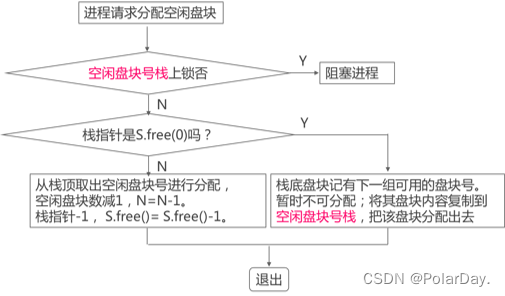 进程请求分配空闲盘块
空闲盘块号栈上锁否
Y
阻塞进程
N
栈指针是S.free(0)吗？
Y
N
从栈顶取出空闲盘块号进行分配，
空闲盘块数减1，N=N-1。
栈指针-1， S.free()= S.free()-1。
栈底盘块记有下一组可用的盘块号。
暂时不可分配；将其盘块内容复制到
空闲盘块号栈，把该盘块分配出去
退出
CSDN @PolarDay.